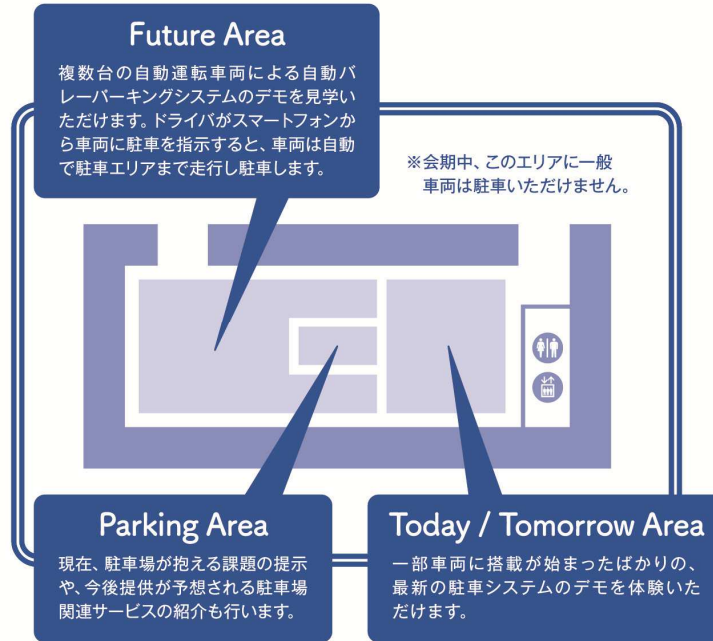 Future Area
複数台の自動運転車両による自動バ
レーパーキングシステムのデモを見学い
ただけます。ドライバがスマートフォンか
ら車両に駐車を指示すると、車両は自動
で駐車エリアまで走行し駐車します。
※会期中、このエリアに一般
車両は駐車いただけません。
Parking Area
現在、駐車場が抱える課題の提示
や、今後提供が予想される駐車場
関連サービスの紹介も行います。
Today / Tomorrow Area
一部車両に搭載が始まったばかりの、
最新の駐車システムのデモを体験いた
だけます。